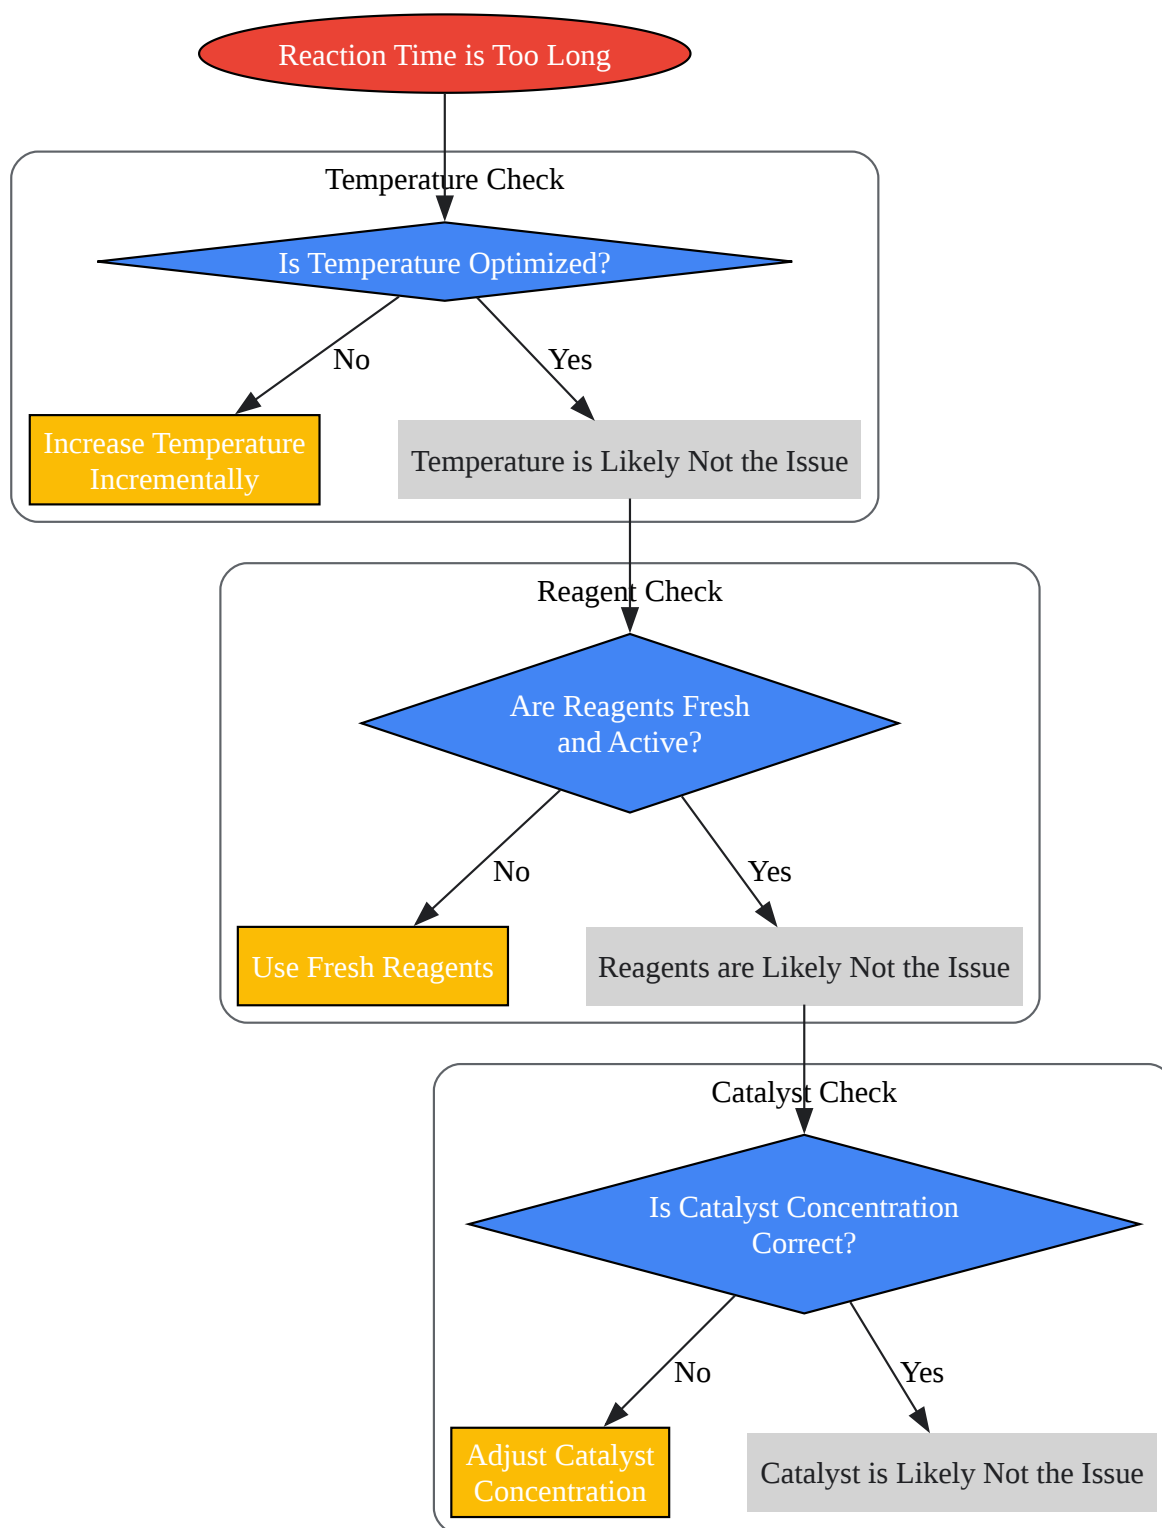 Reaction Time is Too Long
Temperature Check
Is Temperature Optimized?
No
Yes
Increase Temperature
Incrementally
Temperature is Likely Not the Issue
Reagent Check
Are Reagents Fresh
and Active?
No
Yes
Use Fresh Reagents
Reagents are Likely Not the Issue
Catalyst Check
Is Catalyst Concentration
Correct?
No
Yes
Adjust Catalyst
Concentration
Catalyst is Likely Not the Issue